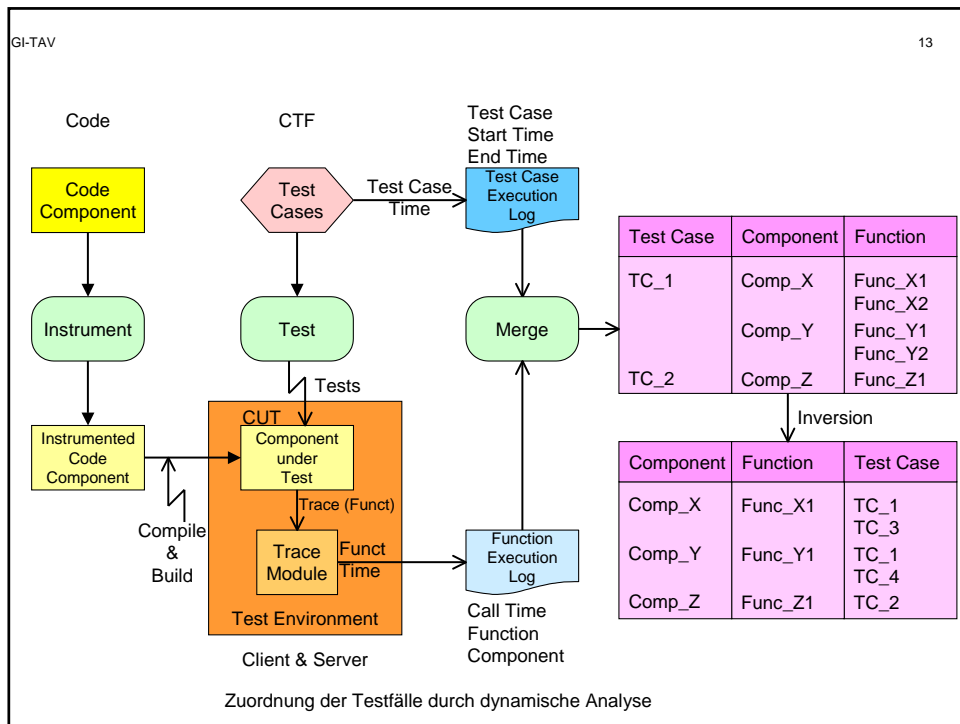 GI-TAV
13
Code
CTF
Test Case
Start Time
End Time
Code
Component
Test
Cases
Test Case
Time
Test Case
Execution
Log
Instrument
Test
Merge
Tests
Test Case Component Function
TC_1 Comp_X Func_X1
Func_X2
Comp_Y Func_Y1
Func_Y2
TC_2 Comp_Z Func_Z1
Inversion
Instrumented
Code
Component
CUT
Component
under
Test
Trace (Funct)
Compile
&
Build
Trace
Module
Funct
Time
Test Environment
Client & Server
Function
Execution
Log
Call Time
Function
Component
Component Function Test Case
Comp_X Func_X1 TC_1
TC_3
Comp_Y Func_Y1 TC_1
TC_4
Comp_Z Func_Z1 TC_2
Zuordnung der Testfälle durch dynamische Analyse